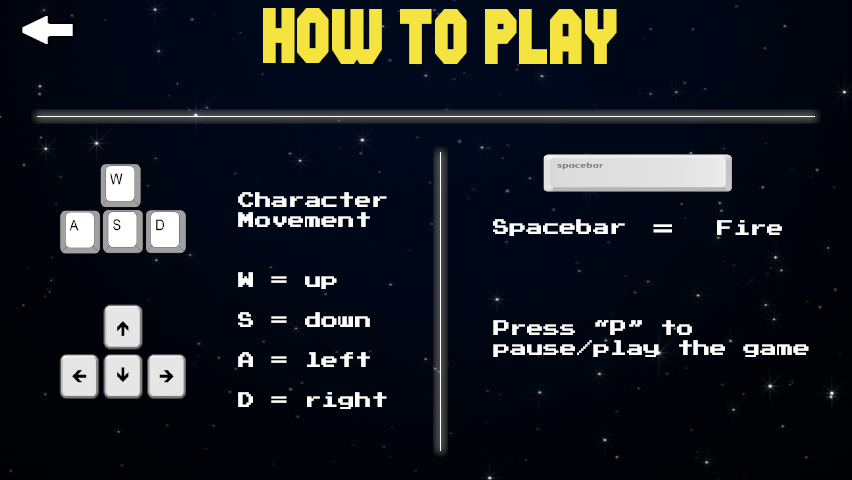 HOW TO PLAY
W
A S D
Character
Movement
W = up
S = down
A = left
D = right
spacebar
Spacebar = Fire
Press “P” to
pause/play the game